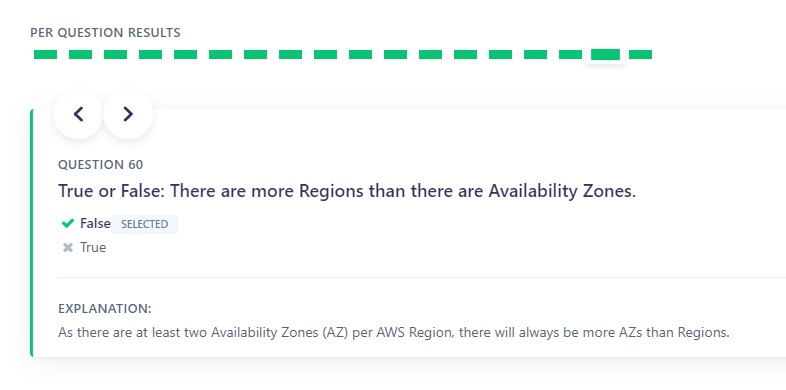 PER QUESTION RESULTS
QUESTION 60
True or False: There are more Regions than there are Availability Zones.
False SELECTED
True
EXPLANATION:
As there are at least two Availability Zones (AZ) per AWS Region, there will always be more AZs than Regions.